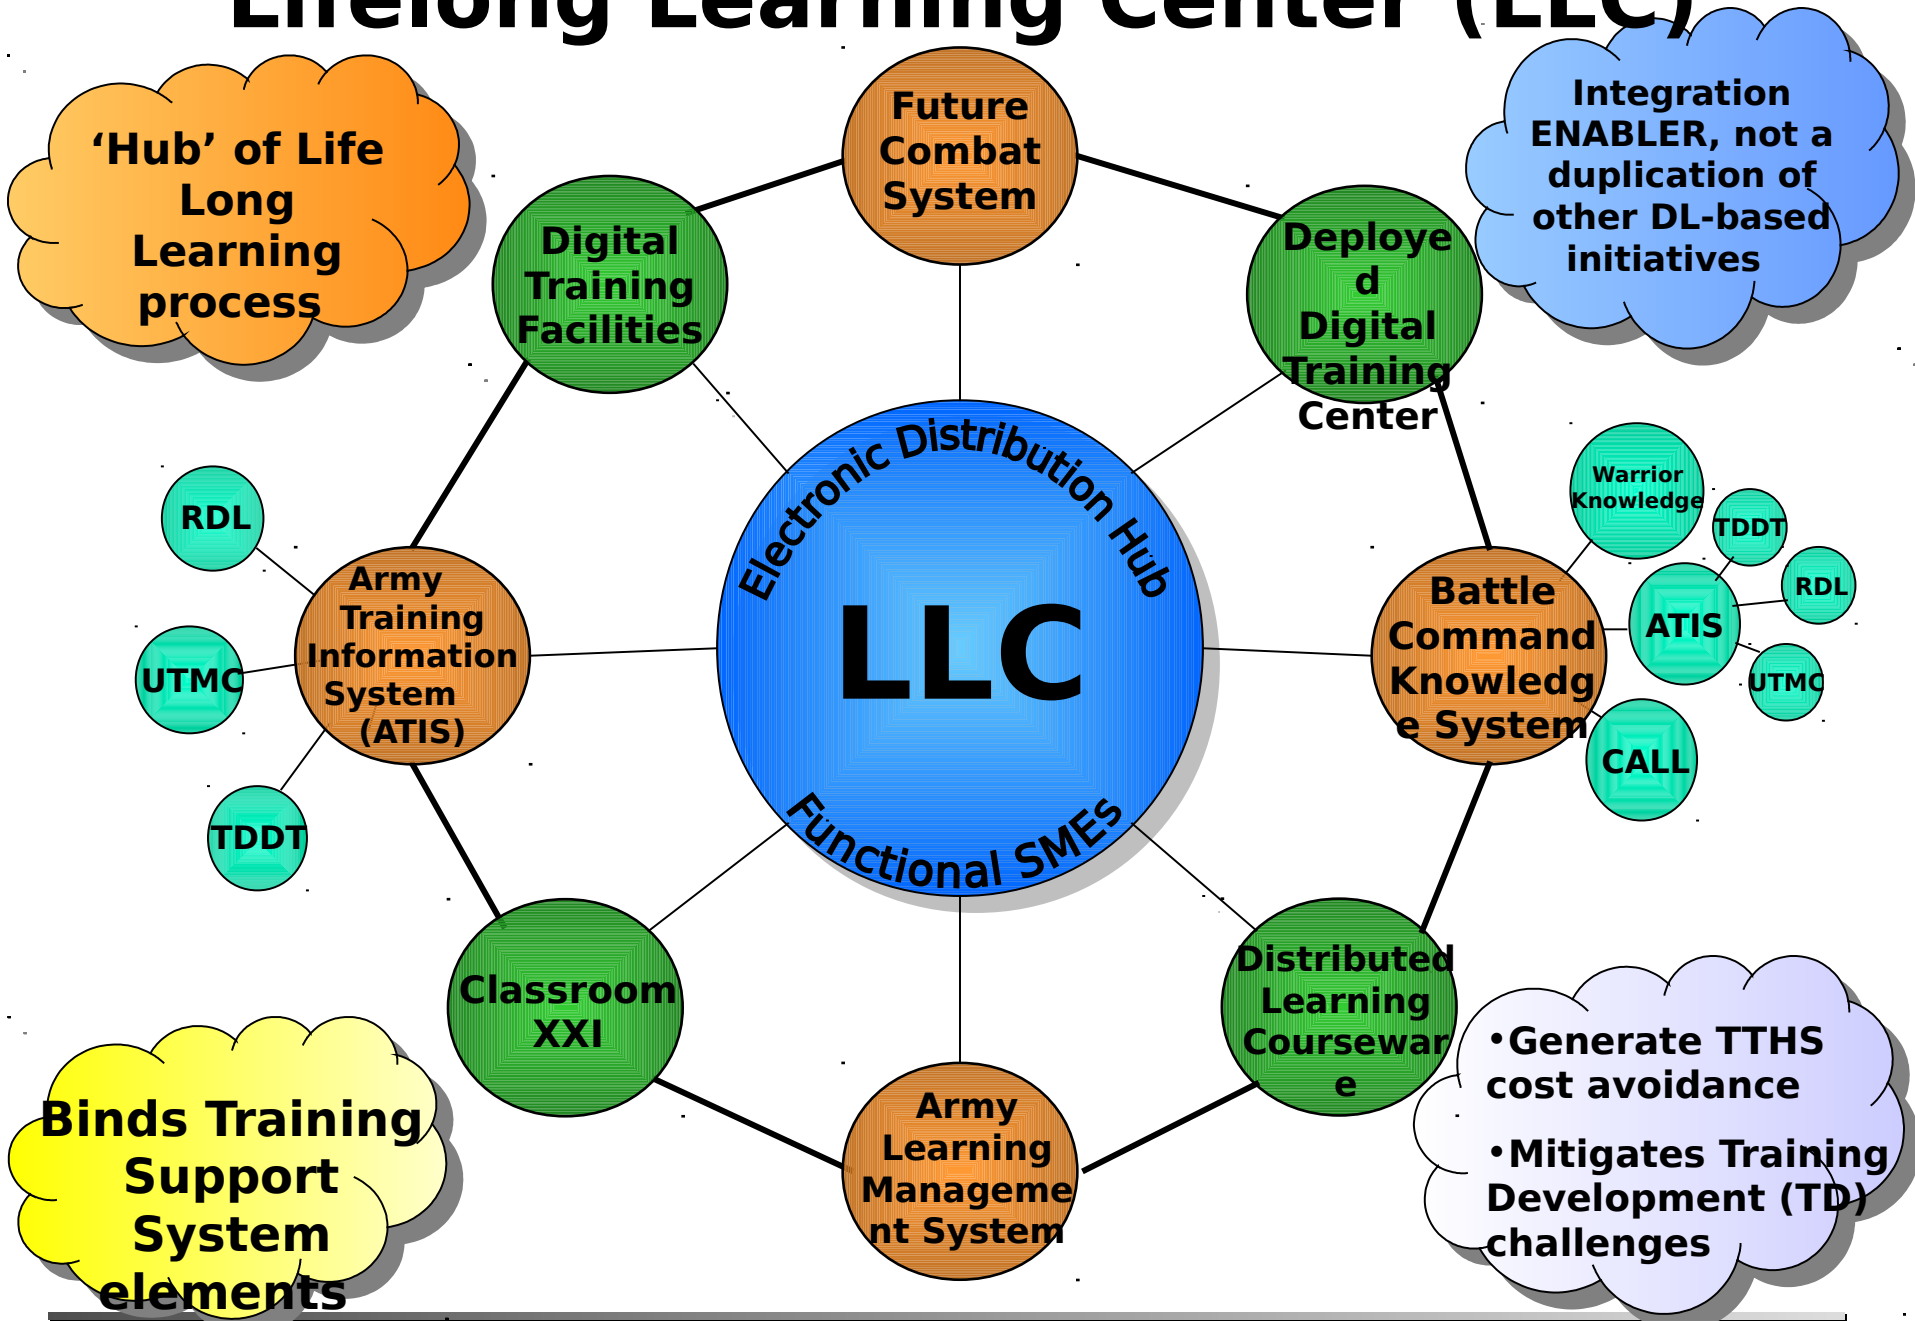 Lifelong Learning Center (LLC)
‘Hub’ of Life
Long
Learning
process
Future
Combat
System
Integration
ENABLER, not a
duplication of
other DL-based
initiatives
Digital
Training
Facilities
Deploye
d
Digital
Training
Center
Electronic Distribution Hub
LLC
Functional SMEs
RDL
UTMC
TDDT
Army
Training
Information
System
(ATIS)
Battle
Command
Knowledg
e System
Warrior
Knowledge
TDDT
RDL
ATIS
UTMC
CALL
Classroom
XXI
Distributed
Learning
Coursewar
e
Army
Learning
Manageme
nt System
Binds Training
Support
System
elements
•Generate TTHS
cost avoidance
•Mitigates Training
Development (TD)
challenges